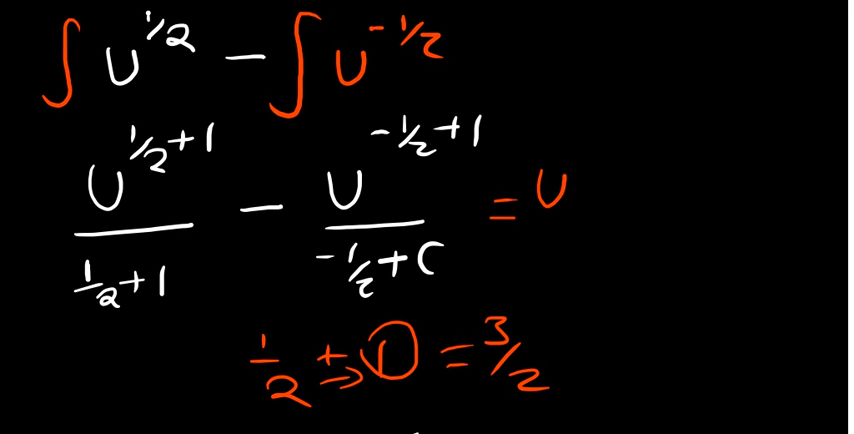 ∫ U^1/2 − ∫ U^-1/2
U^1/2+1 / 1/2+1 − U^-1/2+1 / -1/2+( = U
1/2 + → 1 = 3/2